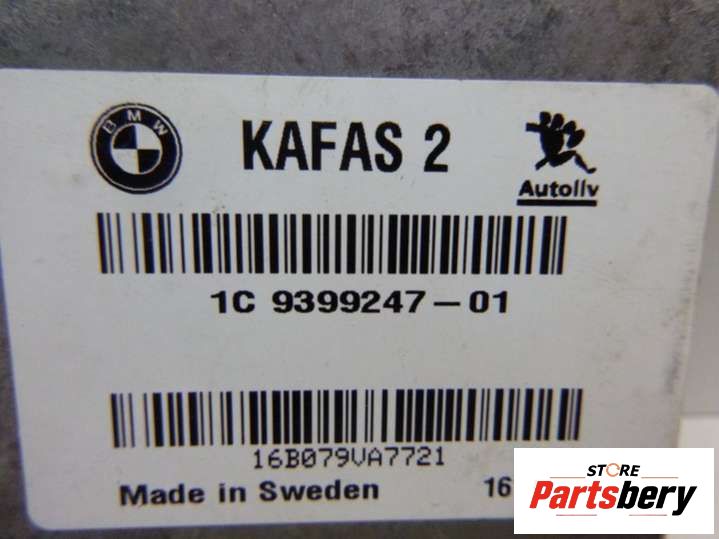 BMW
KAFAS 2
Autoliv
1C 9399247-01
16B079VA7721
Made in Sweden 16
STORE
Partsbery